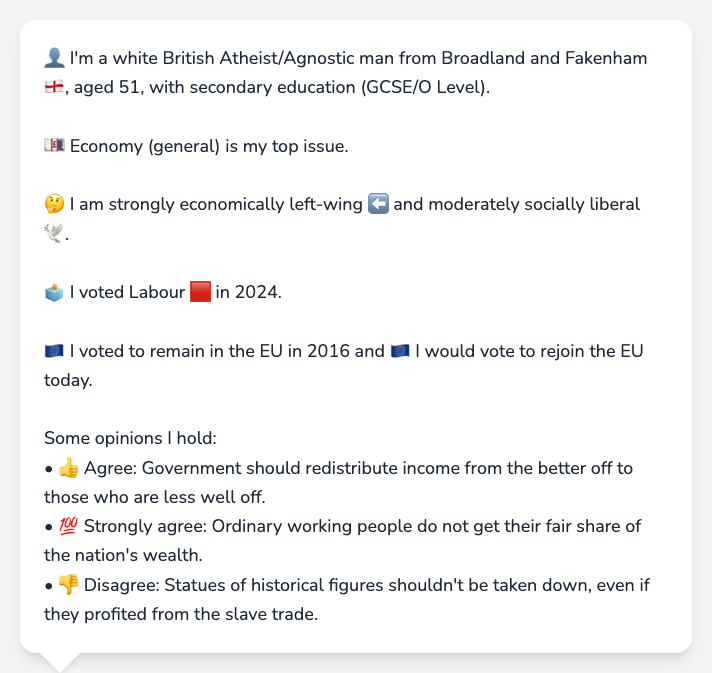 👤 I'm a white British Atheist/Agnostic man from Broadland and Fakenham
🏴󠁧󠁢󠁥󠁮󠁧󠁿, aged 51, with secondary education (GCSE/O Level).
💷 Economy (general) is my top issue.
🤔 I am strongly economically left-wing ⬅️ and moderately socially liberal
🕊️.
🗳️ I voted Labour 🟥 in 2024.
🇪🇺 I voted to remain in the EU in 2016 and 🇪🇺 I would vote to rejoin the EU
today.
Some opinions I hold:
• 👍 Agree: Government should redistribute income from the better off to
those who are less well off.
• 💯 Strongly agree: Ordinary working people do not get their fair share of
the nation's wealth.
• 👎 Disagree: Statues of historical figures shouldn't be taken down, even if
they profited from the slave trade.